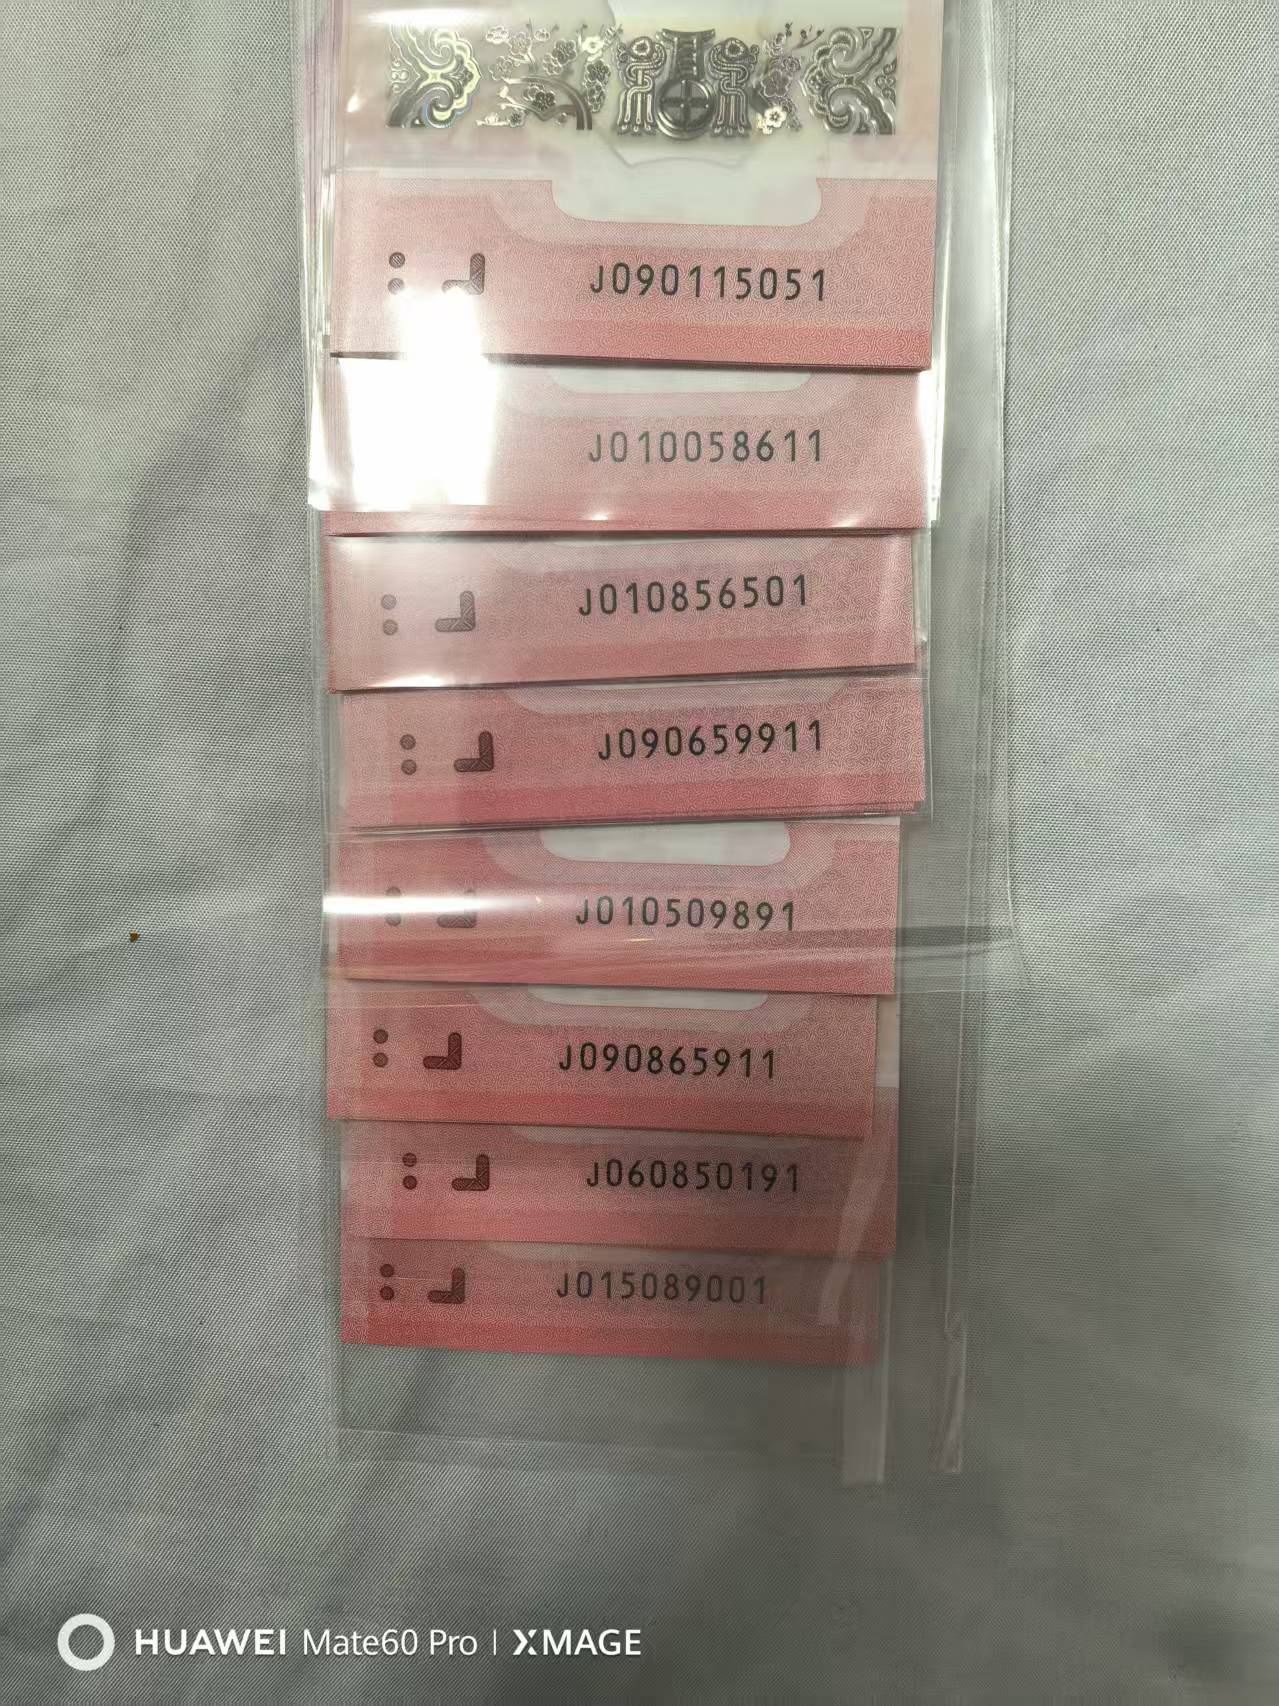 J090115051
J010058611
J010856501
J090659911
J010509891
J090865911
J060850191
J015089001
HUAWEI Mate60 Pro | XMAGE